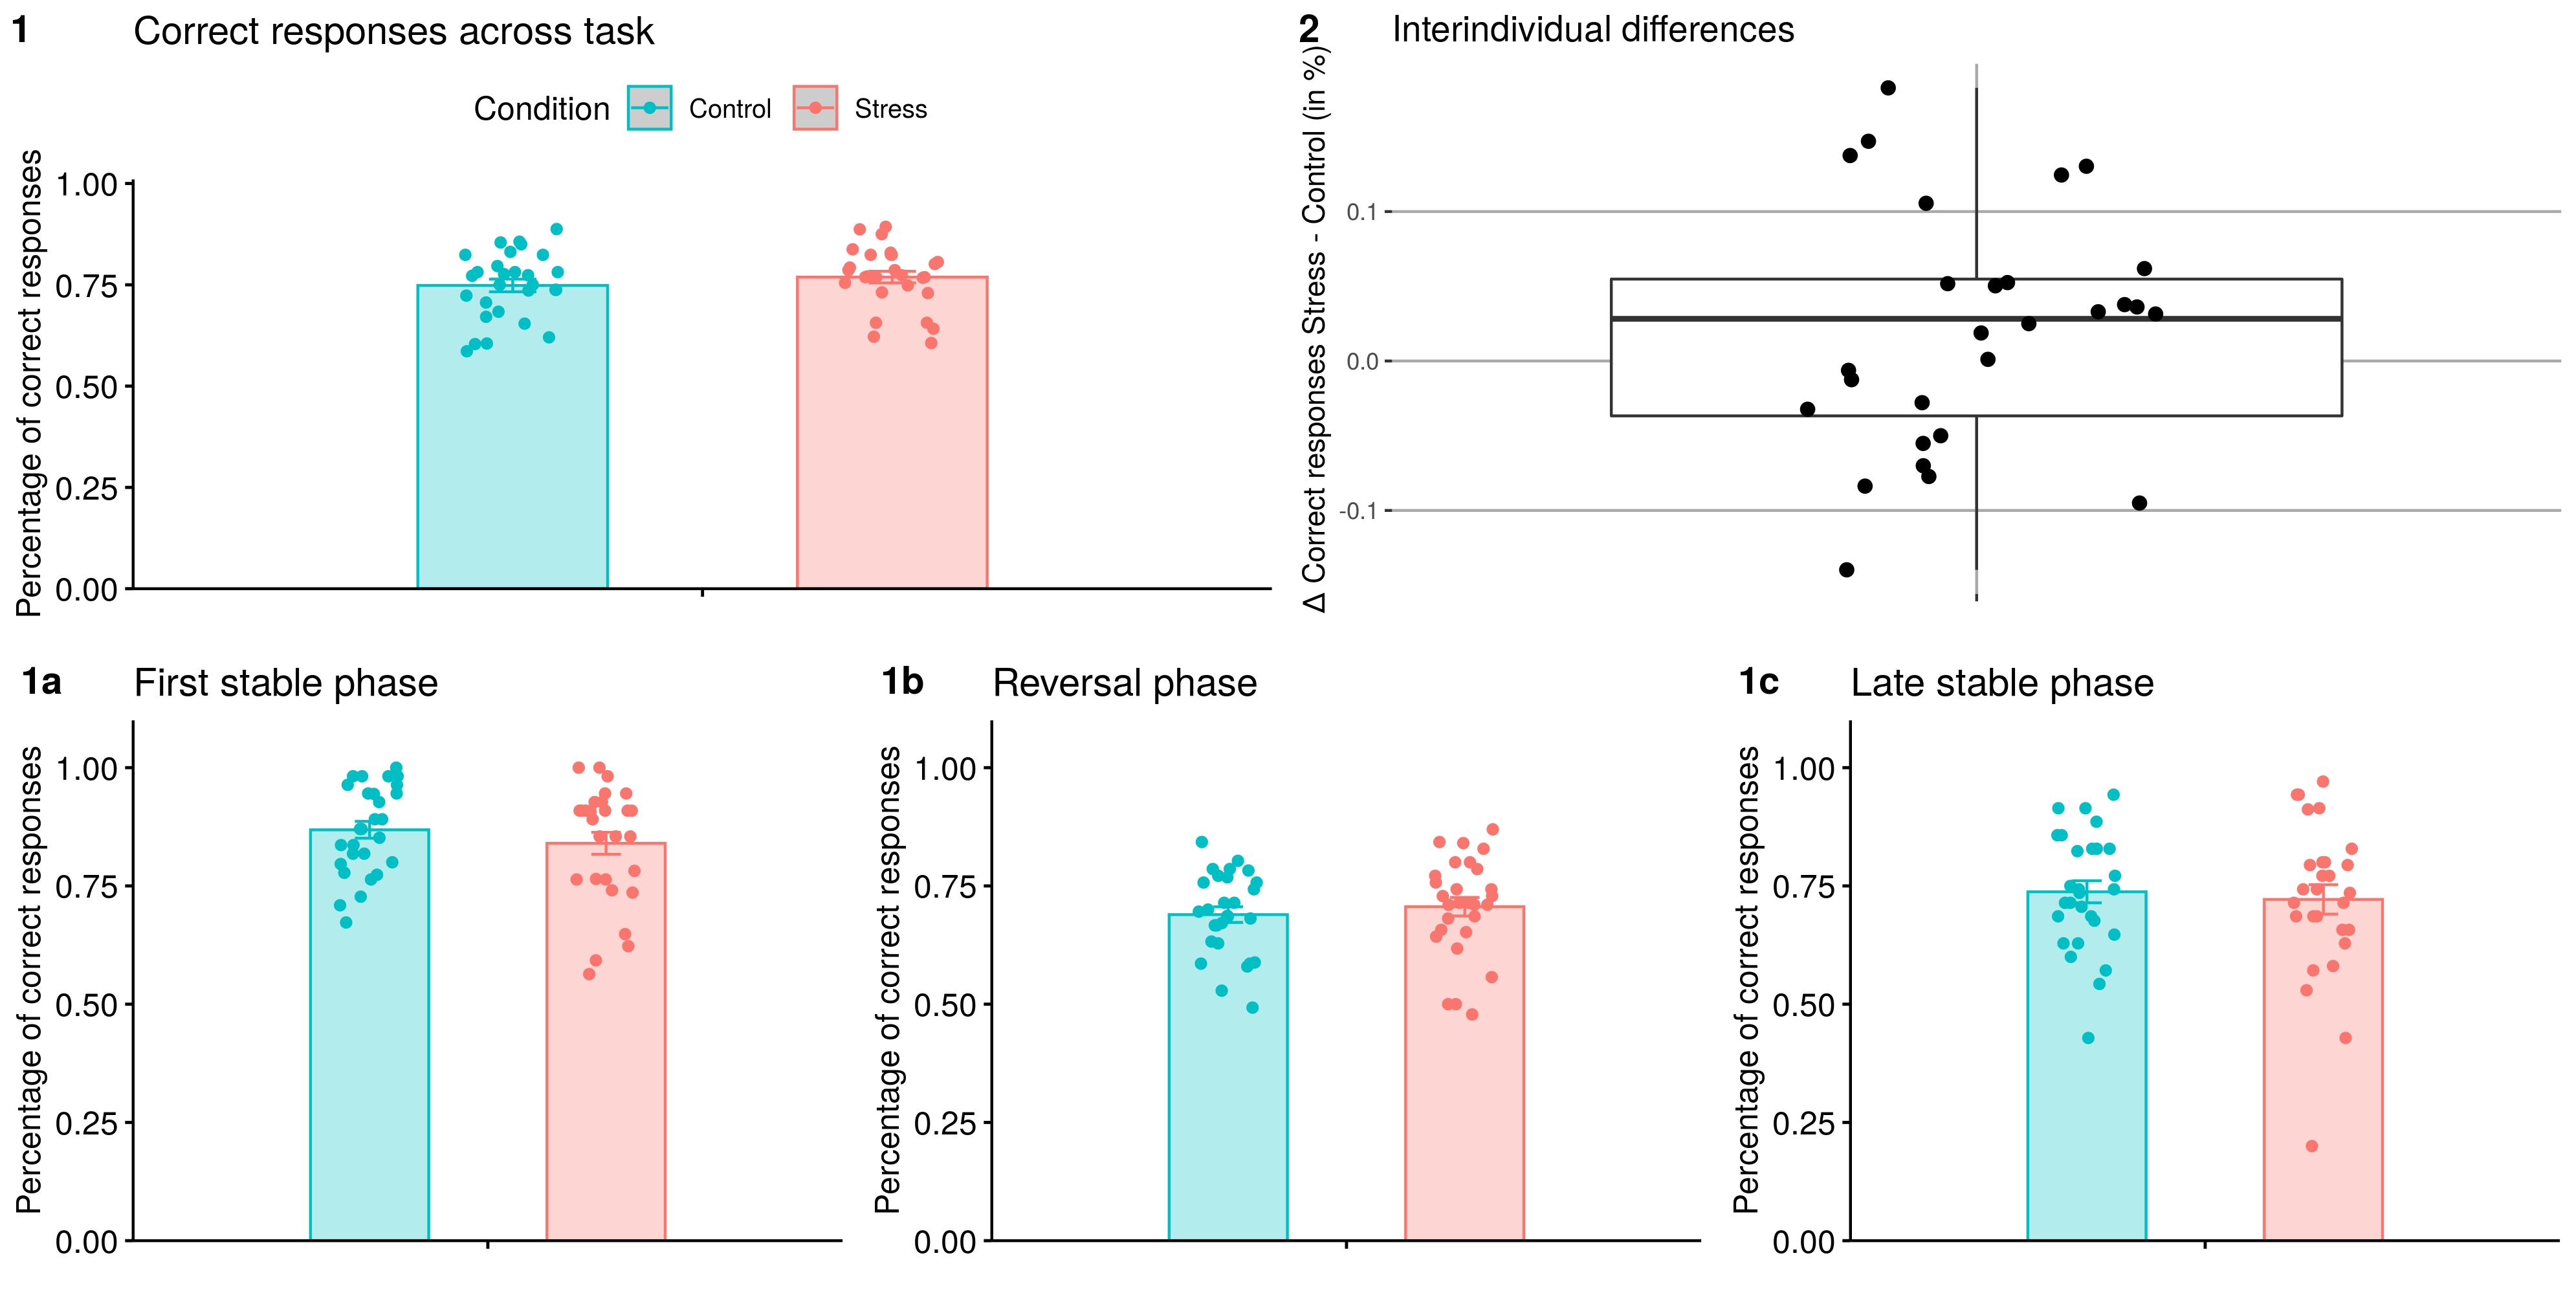 1
Correct responses across task
Condition
Control
Stress
Percentage of correct responses
1.00
0.75
0.50
0.25
0.00
2
Interindividual differences
Δ Correct responses Stress - Control (in %)
0.1
0.0
-0.1
1a
First stable phase
Percentage of correct responses
1.00
0.75
0.50
0.25
0.00
1b
Reversal phase
Percentage of correct responses
1.00
0.75
0.50
0.25
0.00
1c
Late stable phase
Percentage of correct responses
1.00
0.75
0.50
0.25
0.00